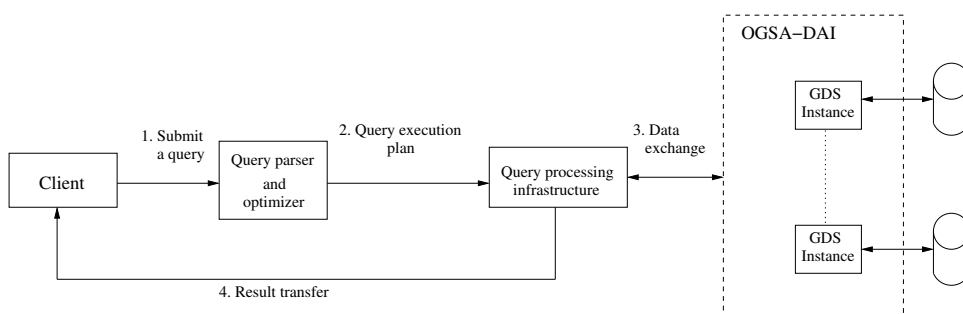 OGSA−DAI
GDS
Instance
1. Submit
a query
2. Query execution
plan
3. Data
exchange
Client
Query parser
and
optimizer
Query processing
infrastructure
GDS
Instance
4. Result transfer